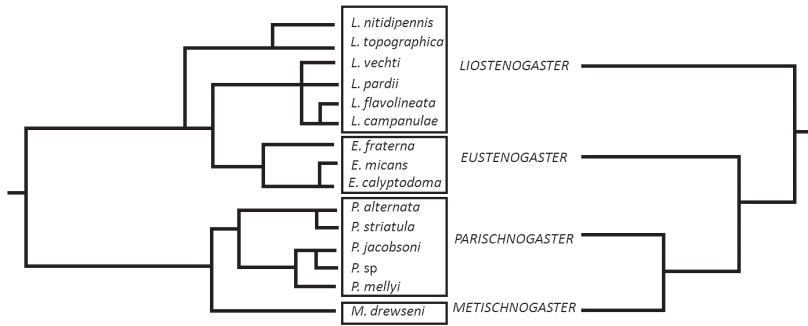 L. nitidipennis
L. topographica
L. vechti
LIOSTENOGASTER
L. pardii
L. flavolineata
L. campanulae
E. fraterna
E. micans
EUSTENOGASTER
E. calyptodoma
P. alternata
P. striatula
PARISCHNOGASTER
P. jacobsoni
P. sp
P. mellyi
M. drewseni
METISCHNOGASTER